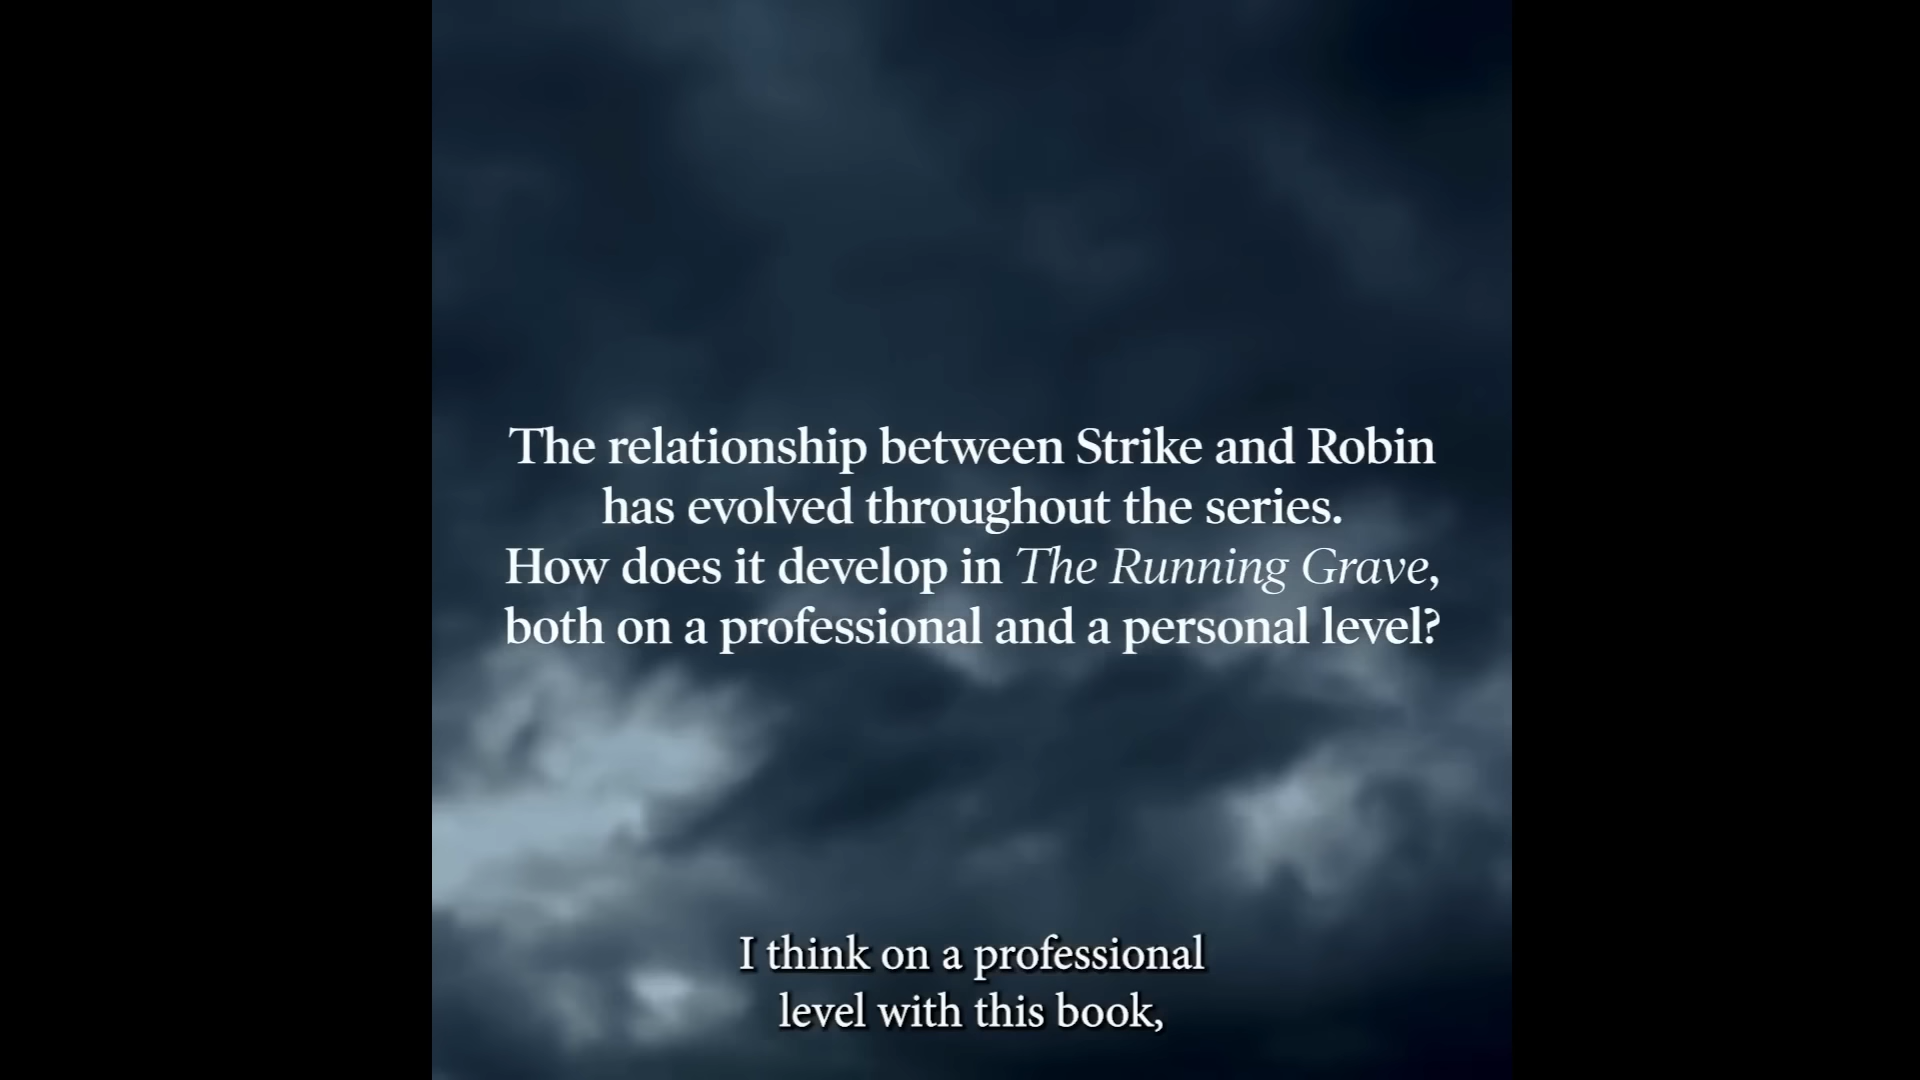 The relationship between Strike and Robin
has evolved throughout the series.
How does it develop in The Running Grave,
both on a professional and a personal level?
I think on a professional
level with this book,